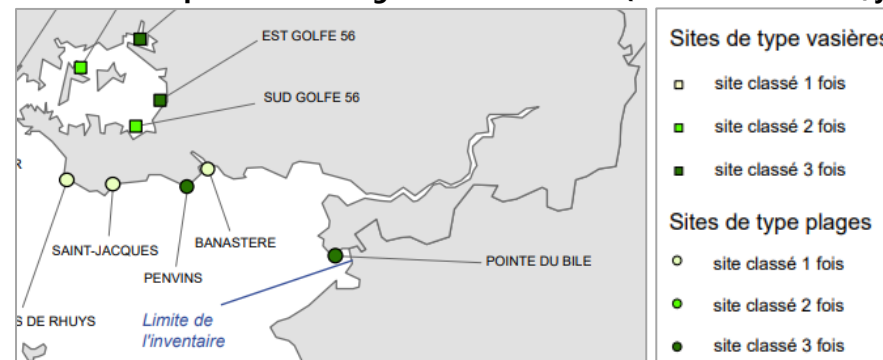 EST GOLFE 56
SUD GOLFE 56
R
SAINT-JACQUES
BANASTERE
PENVINS
POINTE DU BILE
S DE RHUYS
Limite de
l'inventaire
Sites de type vasières
site classé 1 fois
site classé 2 fois
site classé 3 fois
Sites de type plages
site classé 1 fois
site classé 2 fois
site classé 3 fois